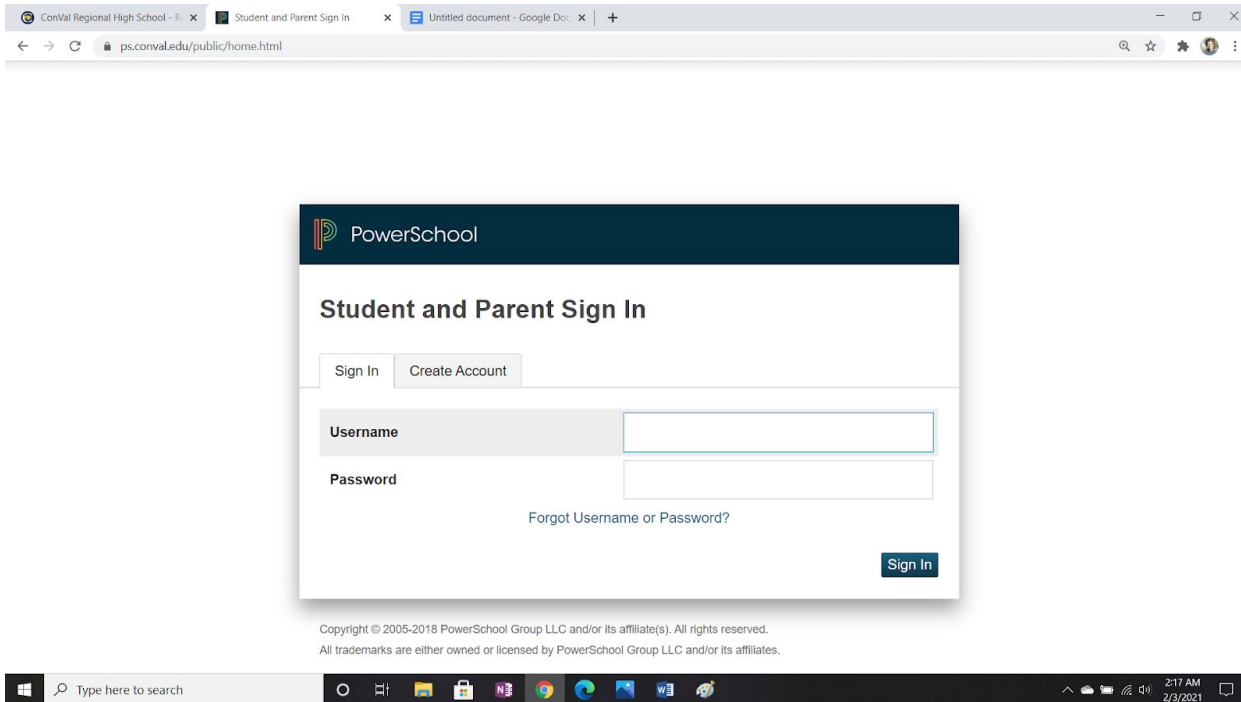 ConVal Regional High School - R
Student and Parent Sign In
Untitled document - Google Doc
ps.conval.edu/public/home.html
PowerSchool
Student and Parent Sign In
Sign In
Create Account
Username
Password
Forgot Username or Password?
Sign In
Copyright © 2005-2018 PowerSchool Group LLC and/or its affiliate(s). All rights reserved.
All trademarks are either owned or licensed by PowerSchool Group LLC and/or its affiliates.
Type here to search
2:17 AM
2/3/2021